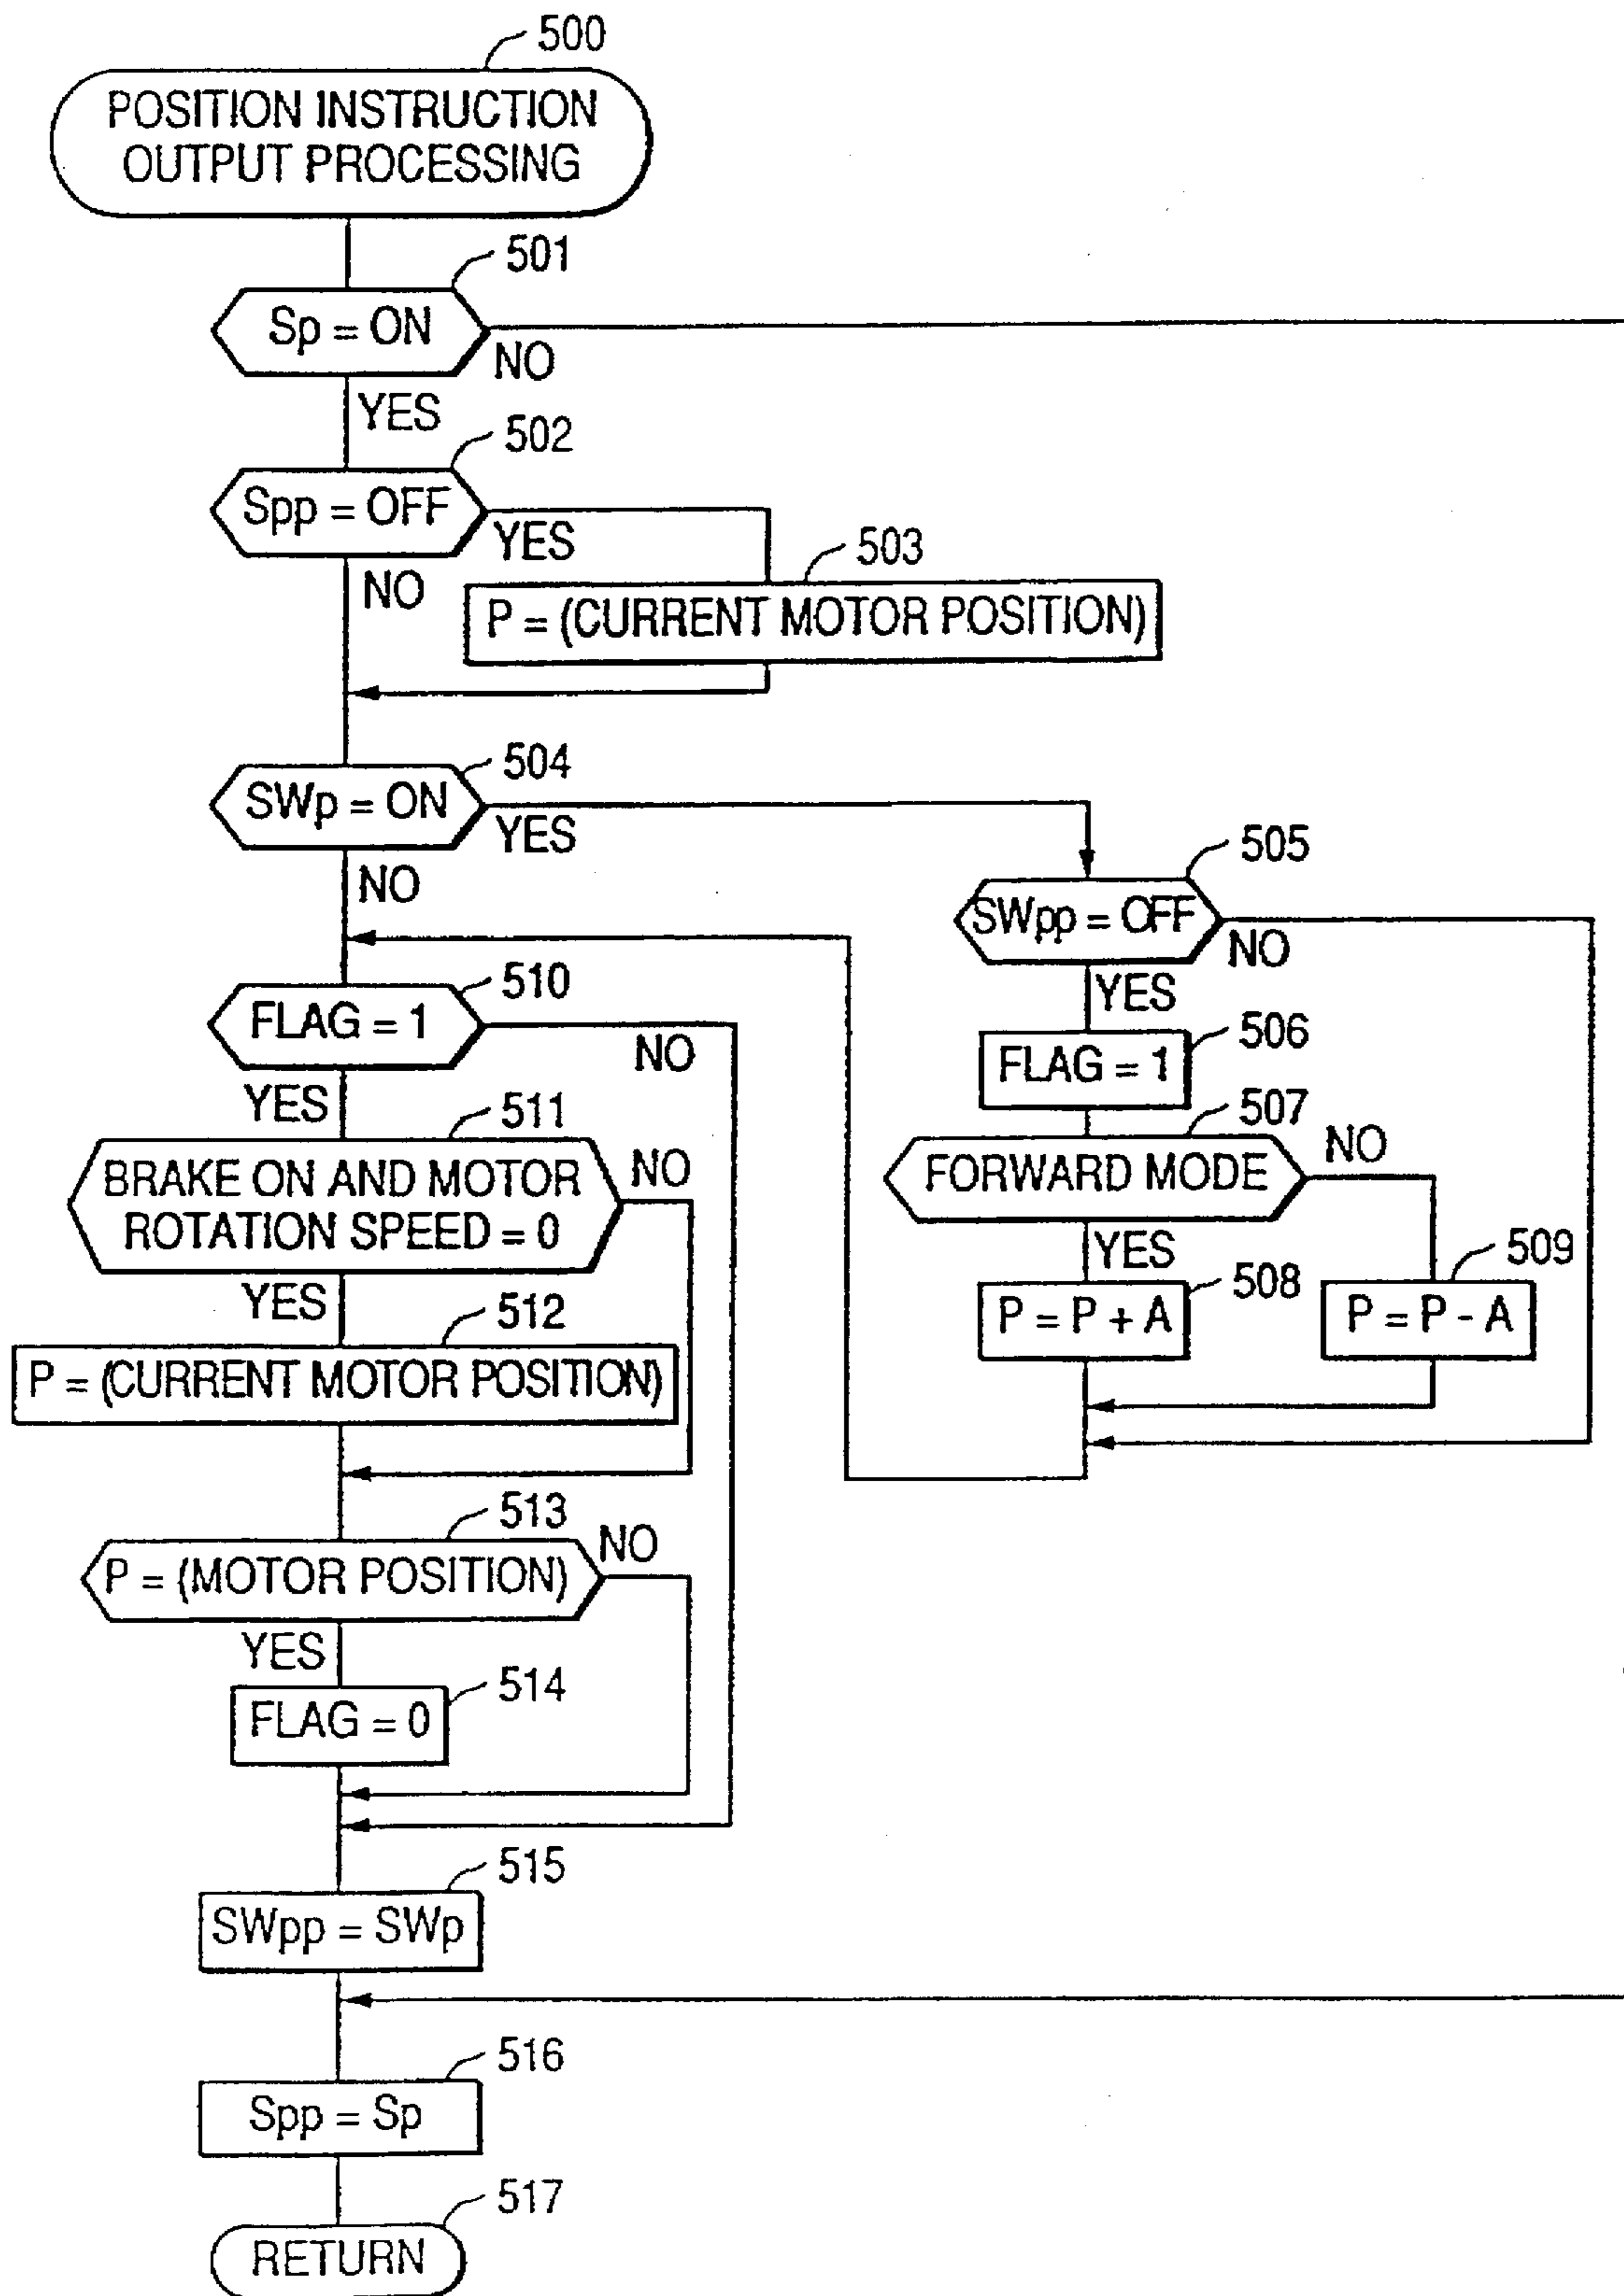 500
POSITION INSTRUCTION
OUTPUT PROCESSING
501
Sp = ON
NO
YES
502
Spp = OFF
YES
NO
503
P = (CURRENT MOTOR POSITION)
504
SWp = ON
YES
NO
505
SWpp = OFF
NO
YES
506
FLAG = 1
507
FORWARD MODE
NO
YES
508
P = P + A
509
P = P - A
510
FLAG = 1
NO
YES
511
BRAKE ON AND MOTOR
ROTATION SPEED = 0
NO
YES
512
P = (CURRENT MOTOR POSITION)
513
P = (MOTOR POSITION)
NO
YES
514
FLAG = 0
515
SWpp = SWp
516
Spp = Sp
517
RETURN